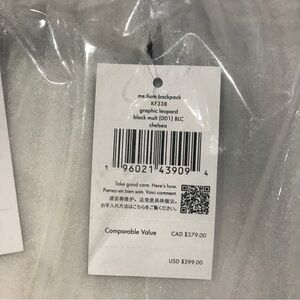 medium backpack
KF338
graphic leopard
black mult (001) BLC
chelsea
1 96021 43909 4
Take good care. Here's how.
Prenez-en bien soin. Voici comment.
请妥善维护。这里是具体做法。
お手入れ方法はこちらをご覧ください。
Comparable Value CAD $379.00
USD $299.00